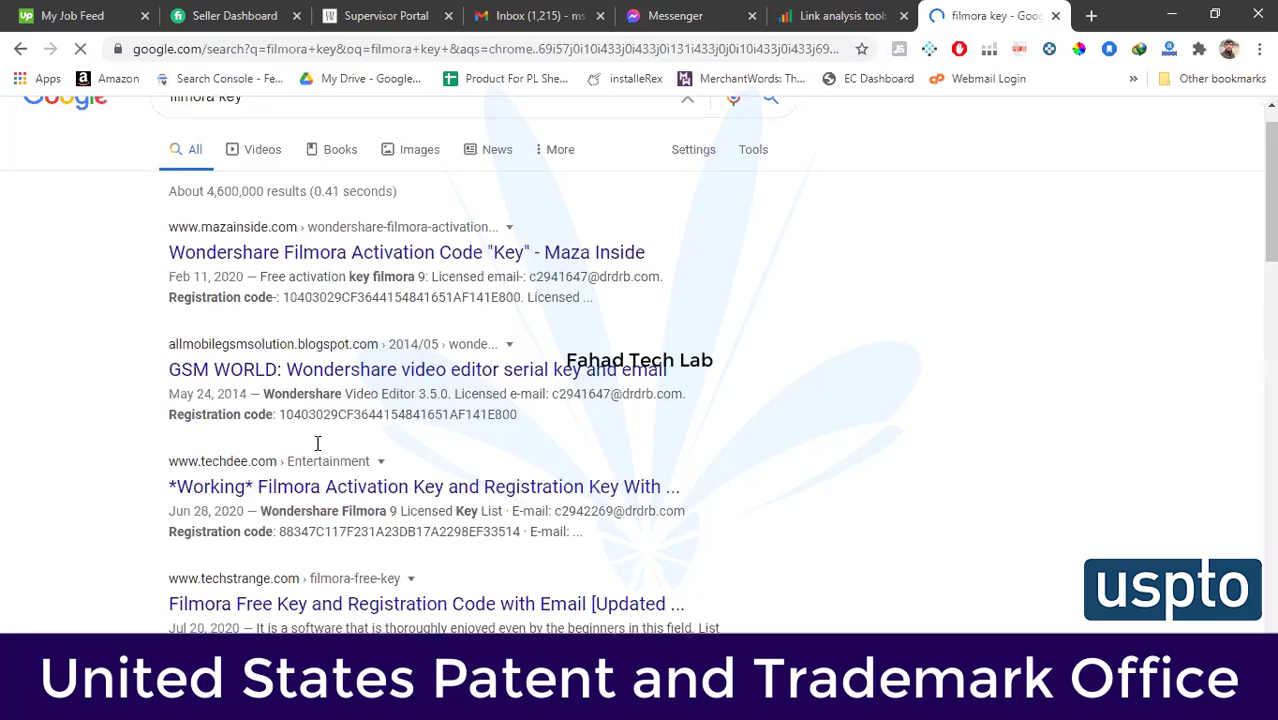 My Job Feed
Seller Dashboard
Supervisor Portal
Inbox (1,215) - ms
Messenger
Link analysis tool:
filmora key - Goo
google.com/search?q=filmora+key&oq=filmora+key+&aqs=chrome..69i57j0i10i433j0i131i433j0i10i433j69...
Apps
Amazon
Search Console - Fe...
My Drive - Google...
Product For PL She...
installeRex
MerchantWords: Th...
EC Dashboard
Webmail Login
»
Other bookmarks
Google
filmora key
All
Videos
Books
Images
News
More
Settings
Tools
About 4,600,000 results (0.41 seconds)
www.mazainside.com › wondershare-filmora-activation...
Wondershare Filmora Activation Code "Key" - Maza Inside
Feb 11, 2020 — Free activation key filmora 9: Licensed email-: c2941647@drdrb.com.
Registration code-: 10403029CF3644154841651AF141E800. Licensed ...
allmobilegsmsolution.blogspot.com › 2014/05 › wonde...
Fahad Tech Lab
GSM WORLD: Wondershare video editor serial key and email
May 24, 2014 — Wondershare Video Editor 3.5.0. Licensed e-mail: c2941647@drdrb.com.
Registration code: 10403029CF3644154841651AF141E800
www.techdee.com › Entertainment
*Working* Filmora Activation Key and Registration Key With ...
Jun 28, 2020 — Wondershare Filmora 9 Licensed Key List · E-mail: c2942269@drdrb.com
Registration code: 88347C117F231A23DB17A2298EF33514 · E-mail: ...
www.techstrange.com › filmora-free-key
Filmora Free Key and Registration Code with Email [Updated ...
Jul 20, 2020 — It is a software that is thoroughly enjoyed even by the beginners in this field. List
uspto
United States Patent and Trademark Office